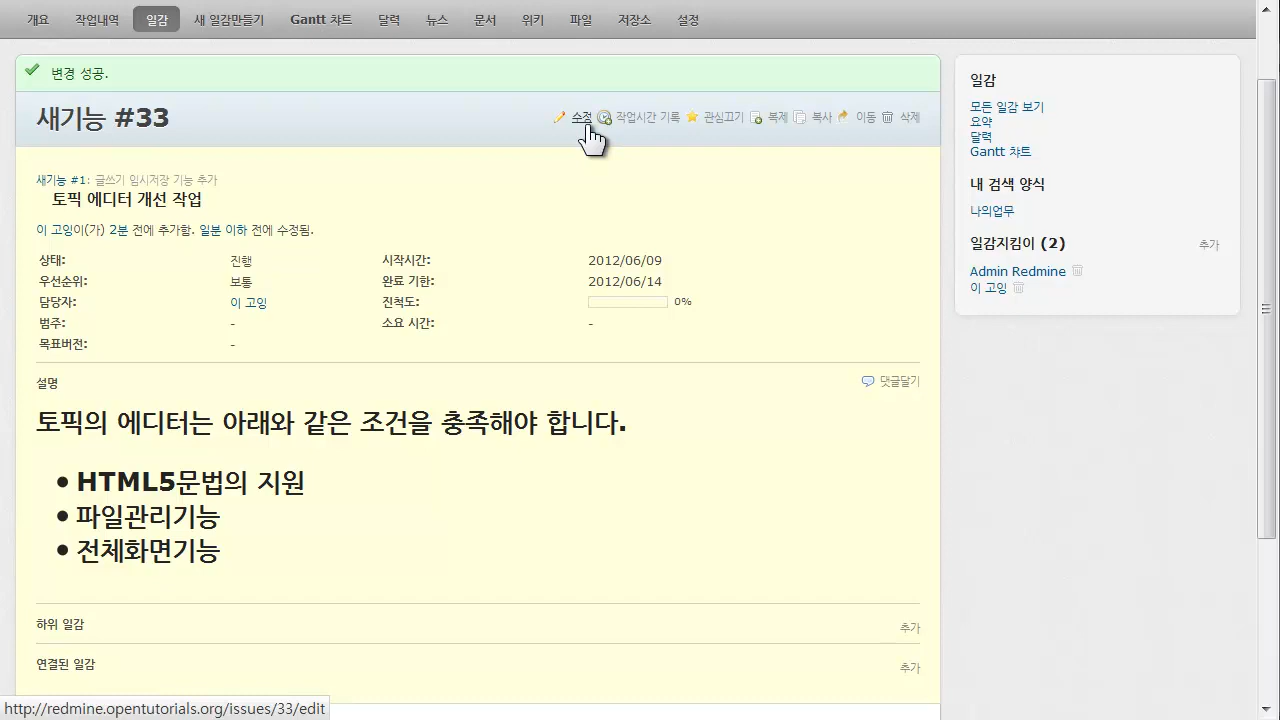 개요 작업내역 일감 새 일감만들기 Gantt 챠트 달력 뉴스 문서 위키 파일 저장소 설정
변경 성공.
새기능 #33
수정 작업시간 기록 관심끄기 복제 복사 이동 삭제
새기능 #1: 글쓰기 임시저장 기능 추가
토픽 에디터 개선 작업
이 고잉이(가) 2분 전에 추가함. 일분 이하 전에 수정됨.
상태: 진행 시작시간: 2012/06/09
우선순위: 보통 완료 기한: 2012/06/14
담당자: 이 고잉 진척도: 0%
범주: - 소요 시간: -
목표버전: -
설명 댓글달기
토픽의 에디터는 아래와 같은 조건을 충족해야 합니다.
• HTML5문법의 지원
• 파일관리기능
• 전체화면기능
하위 일감 추가
연결된 일감 추가
일감
모든 일감 보기
요약
달력
Gantt 챠트
내 검색 양식
나의업무
일감지킴이 (2) 추가
Admin Redmine
이 고잉
http://redmine.opentutorials.org/issues/33/edit